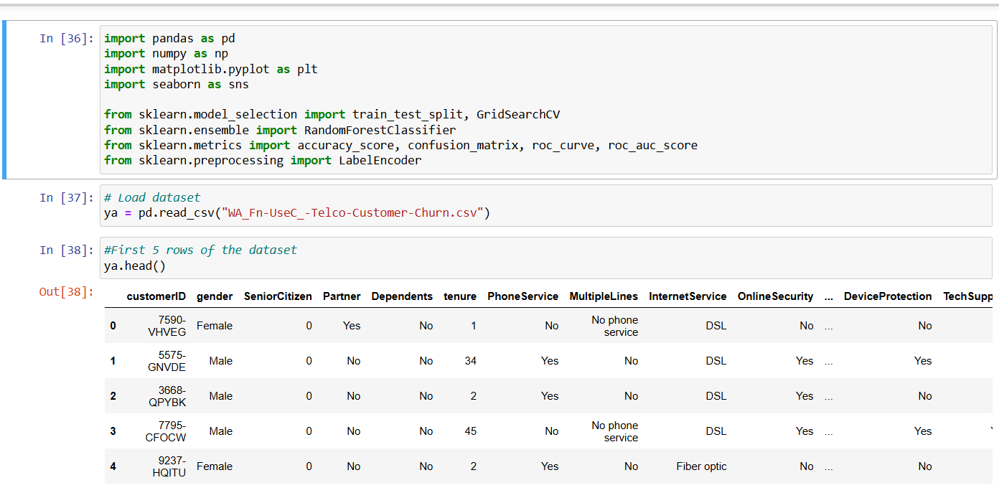 In [36]: import pandas as pd
import numpy as np
import matplotlib.pyplot as plt
import seaborn as sns
from sklearn.model_selection import train_test_split, GridSearchCV
from sklearn.ensemble import RandomForestClassifier
from sklearn.metrics import accuracy_score, confusion_matrix, roc_curve, roc_auc_score
from sklearn.preprocessing import LabelEncoder
In [37]: # Load dataset
ya = pd.read_csv("WA_Fn-UseC_-Telco-Customer-Churn.csv")
In [38]: #First 5 rows of the dataset
ya.head()
Out[38]:
customerID gender SeniorCitizen Partner Dependents tenure PhoneService MultipleLines InternetService OnlineSecurity ... DeviceProtection TechSupp
0 7590-VHVEG Female 0 Yes No 1 No No phone service DSL No ... No
1 5575-GNVDE Male 0 No No 34 Yes No DSL Yes ... Yes
2 3668-QPYBK Male 0 No No 2 Yes No DSL Yes ... No
3 7795-CFOCW Male 0 No No 45 No No phone service DSL Yes ... Yes
4 9237-HQITU Female 0 No No 2 Yes No Fiber optic No ... No